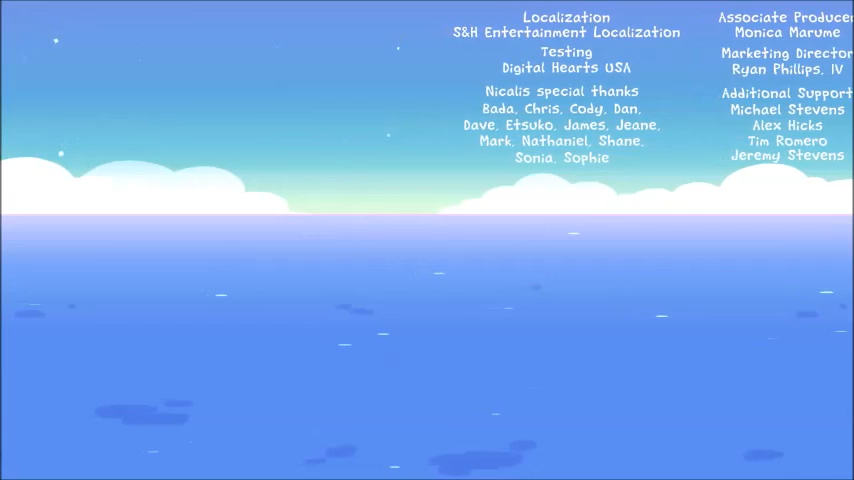 Localization
S&H Entertainment Localization
Testing
Digital Hearts USA
Nicalis special thanks
Bada, Chris, Cody, Dan,
Dave, Etsuko, James, Jeane,
Mark, Nathaniel, Shane,
Sonia, Sophie
Associate Producer
Monica Marume
Marketing Director
Ryan Phillips, IV
Additional Support
Michael Stevens
Alex Hicks
Tim Romero
Jeremy Stevens